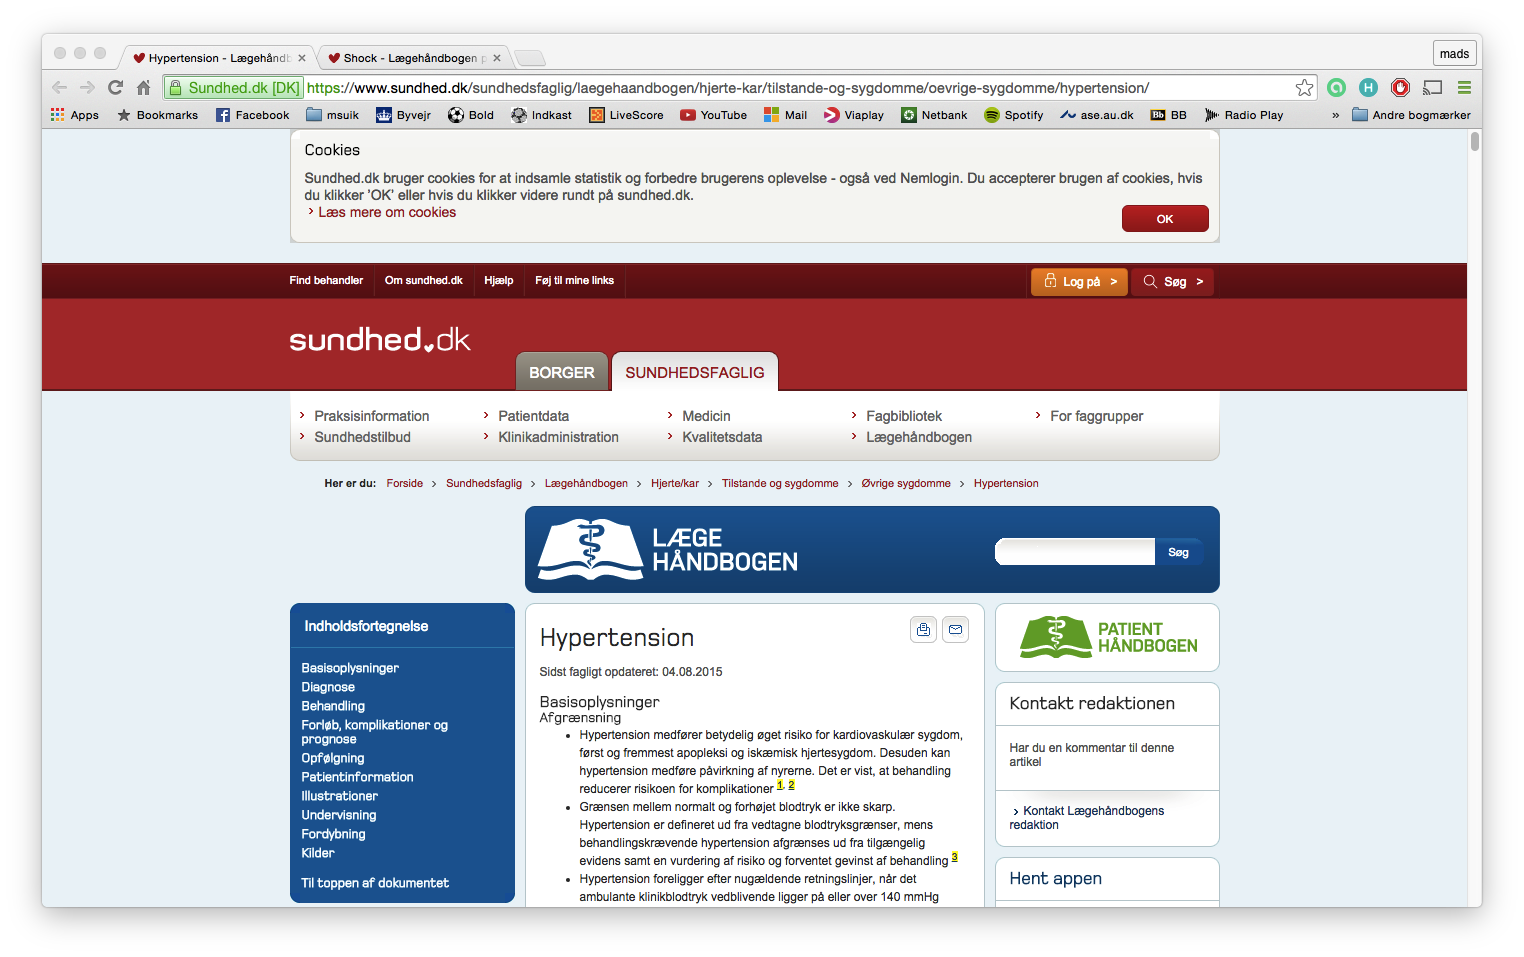 Hypertension - Lægehåndb
Shock - Lægehåndbogen p
mads
Sundhed.dk [DK] https://www.sundhed.dk/sundhedsfaglig/laegehaandbogen/hjerte-kar/tilstande-og-sygdomme/oevrige-sygdomme/hypertension/
Apps Bookmarks Facebook msuik Byvejr Bold Indkast LiveScore YouTube Mail Viaplay Netbank Spotify ase.au.dk Bb BB Radio Play » Andre bogmærker
Cookies
Sundhed.dk bruger cookies for at indsamle statistik og forbedre brugerens oplevelse - også ved Nemlogin. Du accepterer brugen af cookies, hvis
du klikker 'OK' eller hvis du klikker videre rundt på sundhed.dk.
› Læs mere om cookies
OK
Find behandler Om sundhed.dk Hjælp Føj til mine links Log på > Søg >
sundhed.dk
BORGER SUNDHEDSFAGLIG
› Praksisinformation › Patientdata › Medicin › Fagbibliotek › For faggrupper
› Sundhedstilbud › Klinikadministration › Kvalitetsdata › Lægehåndbogen
Her er du: Forside › Sundhedsfaglig › Lægehåndbogen › Hjerte/kar › Tilstande og sygdomme › Øvrige sygdomme › Hypertension
LÆGE
HÅNDBOGEN
Søg
Indholdsfortegnelse
Basisoplysninger
Diagnose
Behandling
Forløb, komplikationer og
prognose
Opfølgning
Patientinformation
Illustrationer
Undervisning
Fordybning
Kilder
Til toppen af dokumentet
Hypertension
Sidst fagligt opdateret: 04.08.2015
Basisoplysninger
Afgrænsning
• Hypertension medfører betydelig øget risiko for kardiovaskulær sygdom,
først og fremmest apopleksi og iskæmisk hjertesygdom. Desuden kan
hypertension medføre påvirkning af nyrerne. Det er vist, at behandling
reducerer risikoen for komplikationer 1, 2
• Grænsen mellem normalt og forhøjet blodtryk er ikke skarp.
Hypertension er defineret ud fra vedtagne blodtryksgrænser, mens
behandlingskrævende hypertension afgrænses ud fra tilgængelig
evidens samt en vurdering af risiko og forventet gevinst af behandling 3
• Hypertension foreligger efter nugældende retningslinjer, når det
ambulante klinikblodtryk vedblivende ligger på eller over 140 mmHg
PATIENT
HÅNDBOGEN
Kontakt redaktionen
Har du en kommentar til denne
artikel
› Kontakt Lægehåndbogens
redaktion
Hent appen